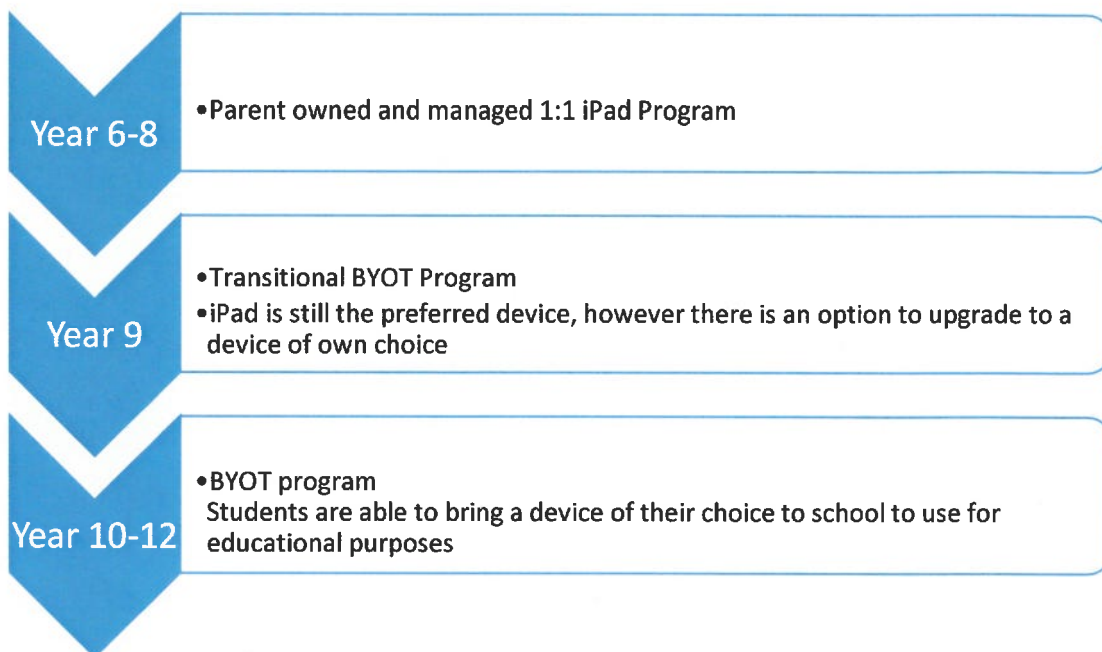 Year 6-8
•Parent owned and managed 1:1 iPad Program
Year 9
•Transitional BYOT Program
•iPad is still the preferred device, however there is an option to upgrade to a
device of own choice
Year 10-12
•BYOT program
Students are able to bring a device of their choice to school to use for
educational purposes